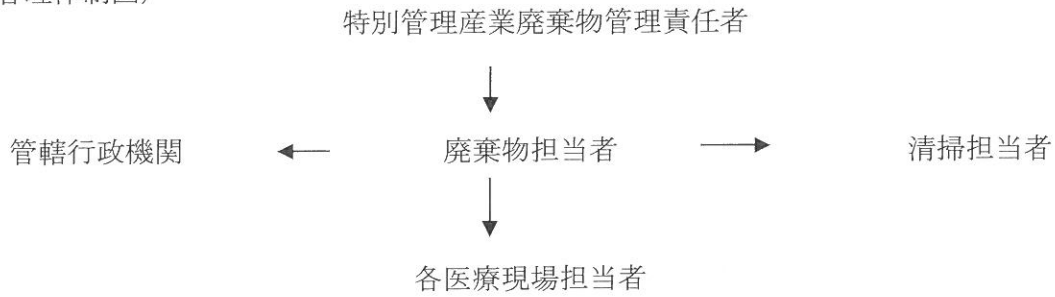 特別管理産業廃棄物管理責任者
管轄行政機関 廃棄物担当者 清掃担当者
各医療現場担当者